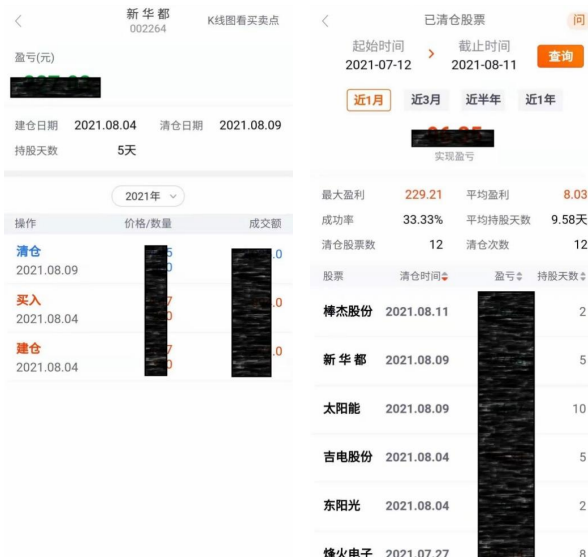 新 华 都
002264
K线图看买卖点
盈亏(元)
建仓日期 2021.08.04 清仓日期 2021.08.09
持股天数 5天
2021年
操作 价格/数量 成交额
清仓
2021.08.09
买入
2021.08.04
建仓
2021.08.04
已清仓股票
问
起始时间 截止时间
2021-07-12 2021-08-11
查询
近1月 近3月 近半年 近1年
实现盈亏
最大盈利 229.21 平均盈利 8.03
成功率 33.33% 平均持股天数 9.58天
清仓股票数 12 清仓次数 12
股票 清仓时间 盈亏 持股天数
棒杰股份 2021.08.11 2
新 华 都 2021.08.09 5
太阳能 2021.08.09 10
吉电股份 2021.08.04 5
东阳光 2021.08.04 2
烽火电子 2021.07.27 8